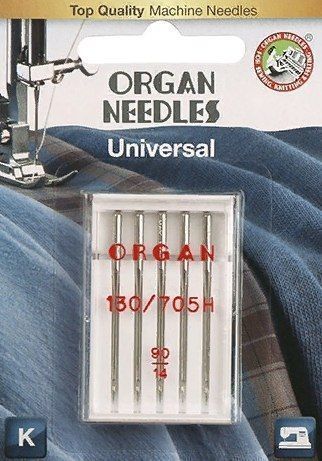 Top Quality Machine Needles
ORGAN
NEEDLES
Universal
ORGAN
130/705H
90
14
K